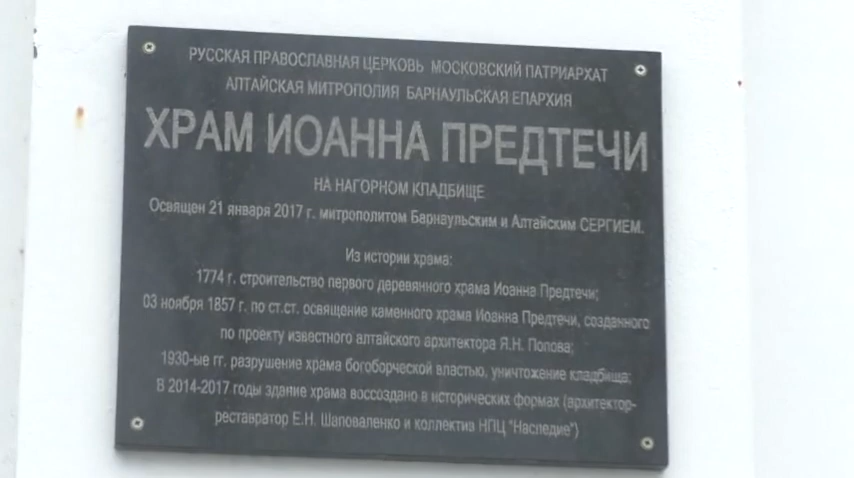 РУССКАЯ ПРАВОСЛАВНАЯ ЦЕРКОВЬ МОСКОВСКИЙ ПАТРИАРХАТ
АЛТАЙСКАЯ МИТРОПОЛИЯ БАРНАУЛЬСКАЯ ЕПАРХИЯ
ХРАМ ИОАННА ПРЕДТЕЧИ
НА НАГОРНОМ КЛАДБИЩЕ
Освящен 21 января 2017 г. митрополитом Барнаульским и Алтайским СЕРГИЕМ.
Из истории храма:
1774 г. строительство первого деревянного храма Иоанна Предтечи;
03 ноября 1857 г. по ст.ст. освящение каменного храма Иоанна Предтечи, созданного
по проекту известного алтайского архитектора Я.Н. Попова;
1930-ые гг. разрушение храма богоборческой властью, уничтожение кладбища;
В 2014-2017 годы здание храма воссоздано в исторических формах (архитектор-
реставратор Е.Н. Шаповаленко и коллектив НПЦ "Наследие")